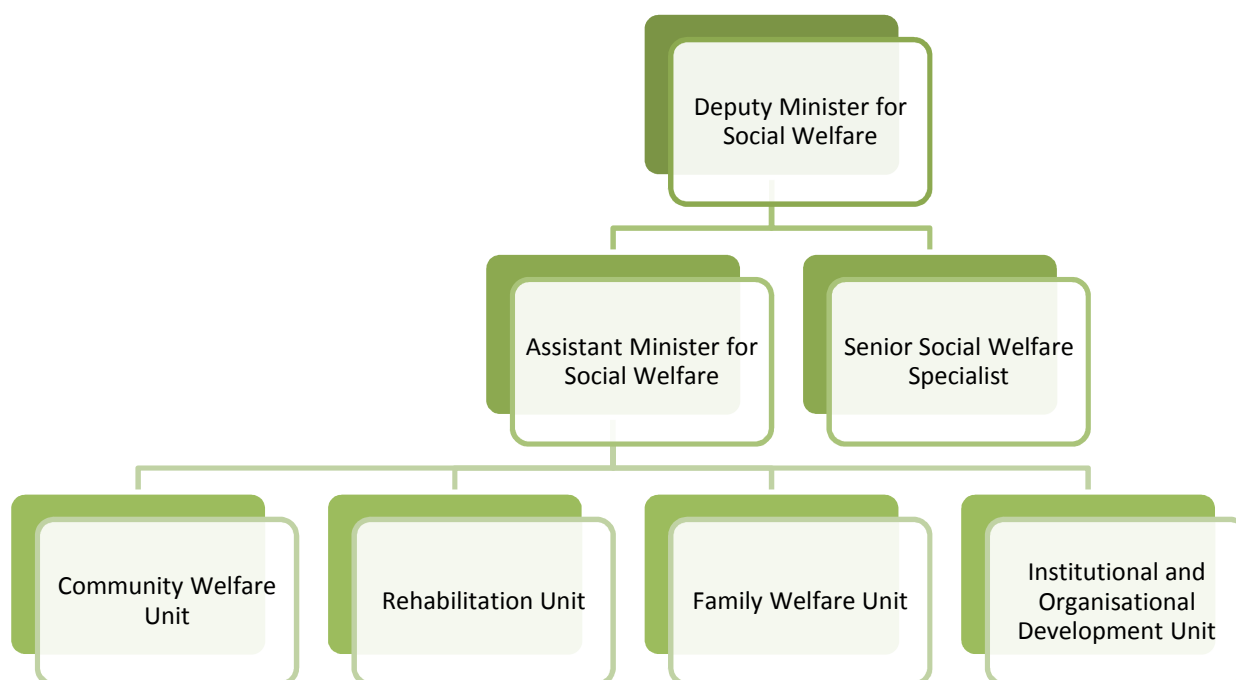 Deputy Minister for
Social Welfare
Assistant Minister for
Social Welfare
Senior Social Welfare
Specialist
Community Welfare
Unit
Rehabilitation Unit
Family Welfare Unit
Institutional and
Organisational
Development Unit